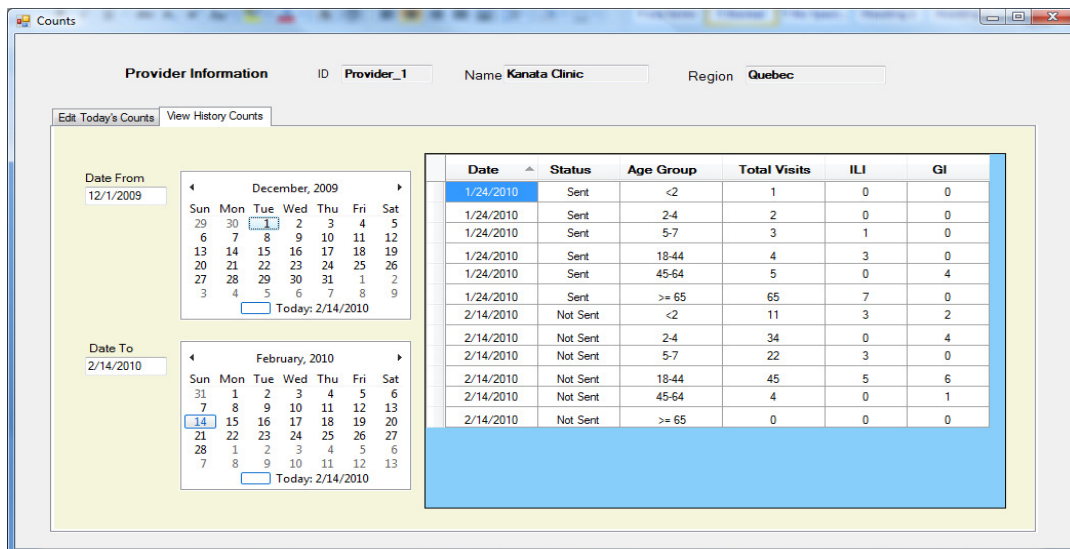 Counts
Provider Information ID Provider_1 Name Kanata Clinic Region Quebec
Edit Today's Counts View History Counts
Date From
12/1/2009
December, 2009
Sun Mon Tue Wed Thu Fri Sat
29 30 1 2 3 4 5
6 7 8 9 10 11 12
13 14 15 16 17 18 19
20 21 22 23 24 25 26
27 28 29 30 31 1 2
3 4 5 6 7 8 9
Today: 2/14/2010
Date To
2/14/2010
February, 2010
Sun Mon Tue Wed Thu Fri Sat
31 1 2 3 4 5 6
7 8 9 10 11 12 13
14 15 16 17 18 19 20
21 22 23 24 25 26 27
28 1 2 3 4 5 6
7 8 9 10 11 12 13
Today: 2/14/2010
Date Status Age Group Total Visits ILI GI
1/24/2010 Sent <2 1 0 0
1/24/2010 Sent 2-4 2 0 0
1/24/2010 Sent 5-7 3 1 0
1/24/2010 Sent 18-44 4 3 0
1/24/2010 Sent 45-64 5 0 4
1/24/2010 Sent >= 65 65 7 0
2/14/2010 Not Sent <2 11 3 2
2/14/2010 Not Sent 2-4 34 0 4
2/14/2010 Not Sent 5-7 22 3 0
2/14/2010 Not Sent 18-44 45 5 6
2/14/2010 Not Sent 45-64 4 0 1
2/14/2010 Not Sent >= 65 0 0 0